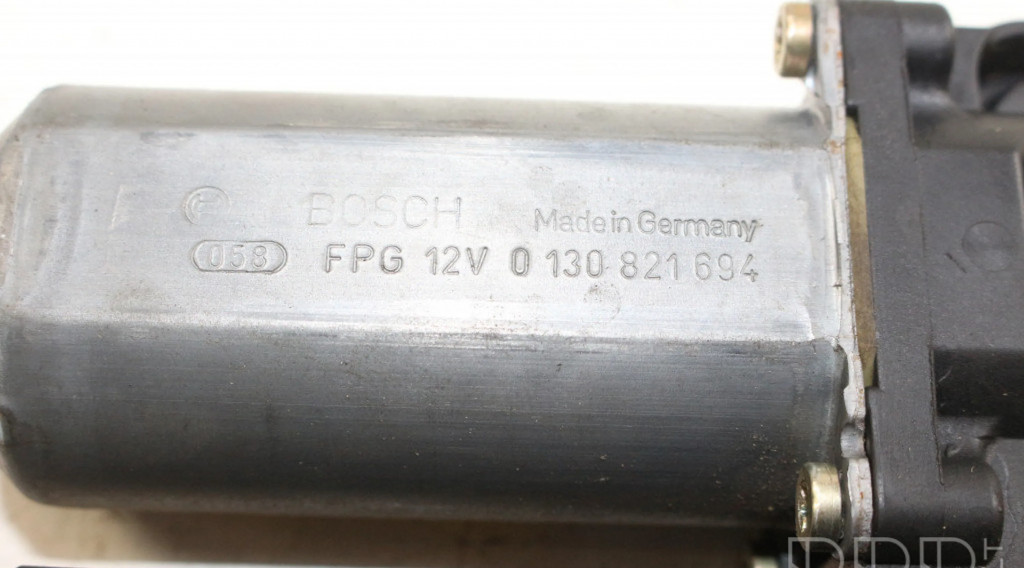 BOSCH Made in Germany
058 FPG 12V 0 130 821 694